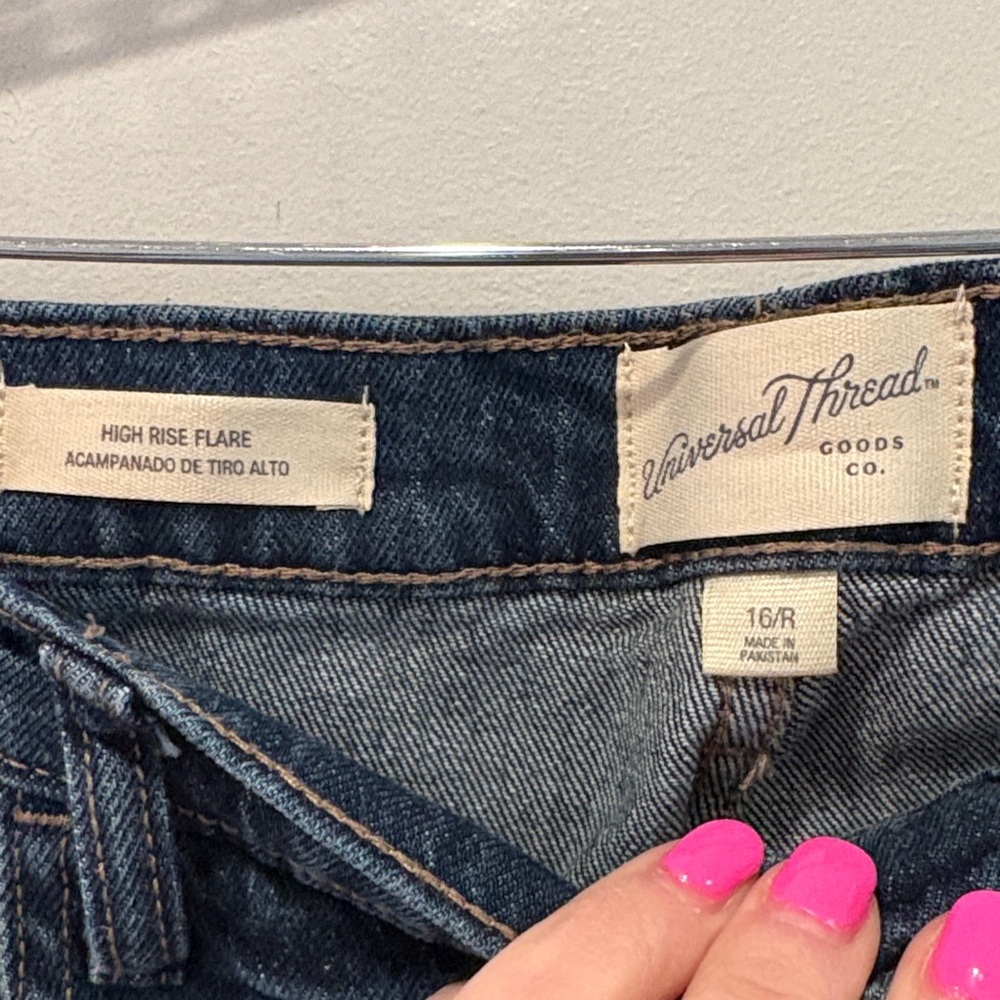 HIGH RISE FLARE
ACAMPANADO DE TIRO ALTO
Universal Thread™
GOODS
CO.
16/R
MADE IN
PAKISTAN